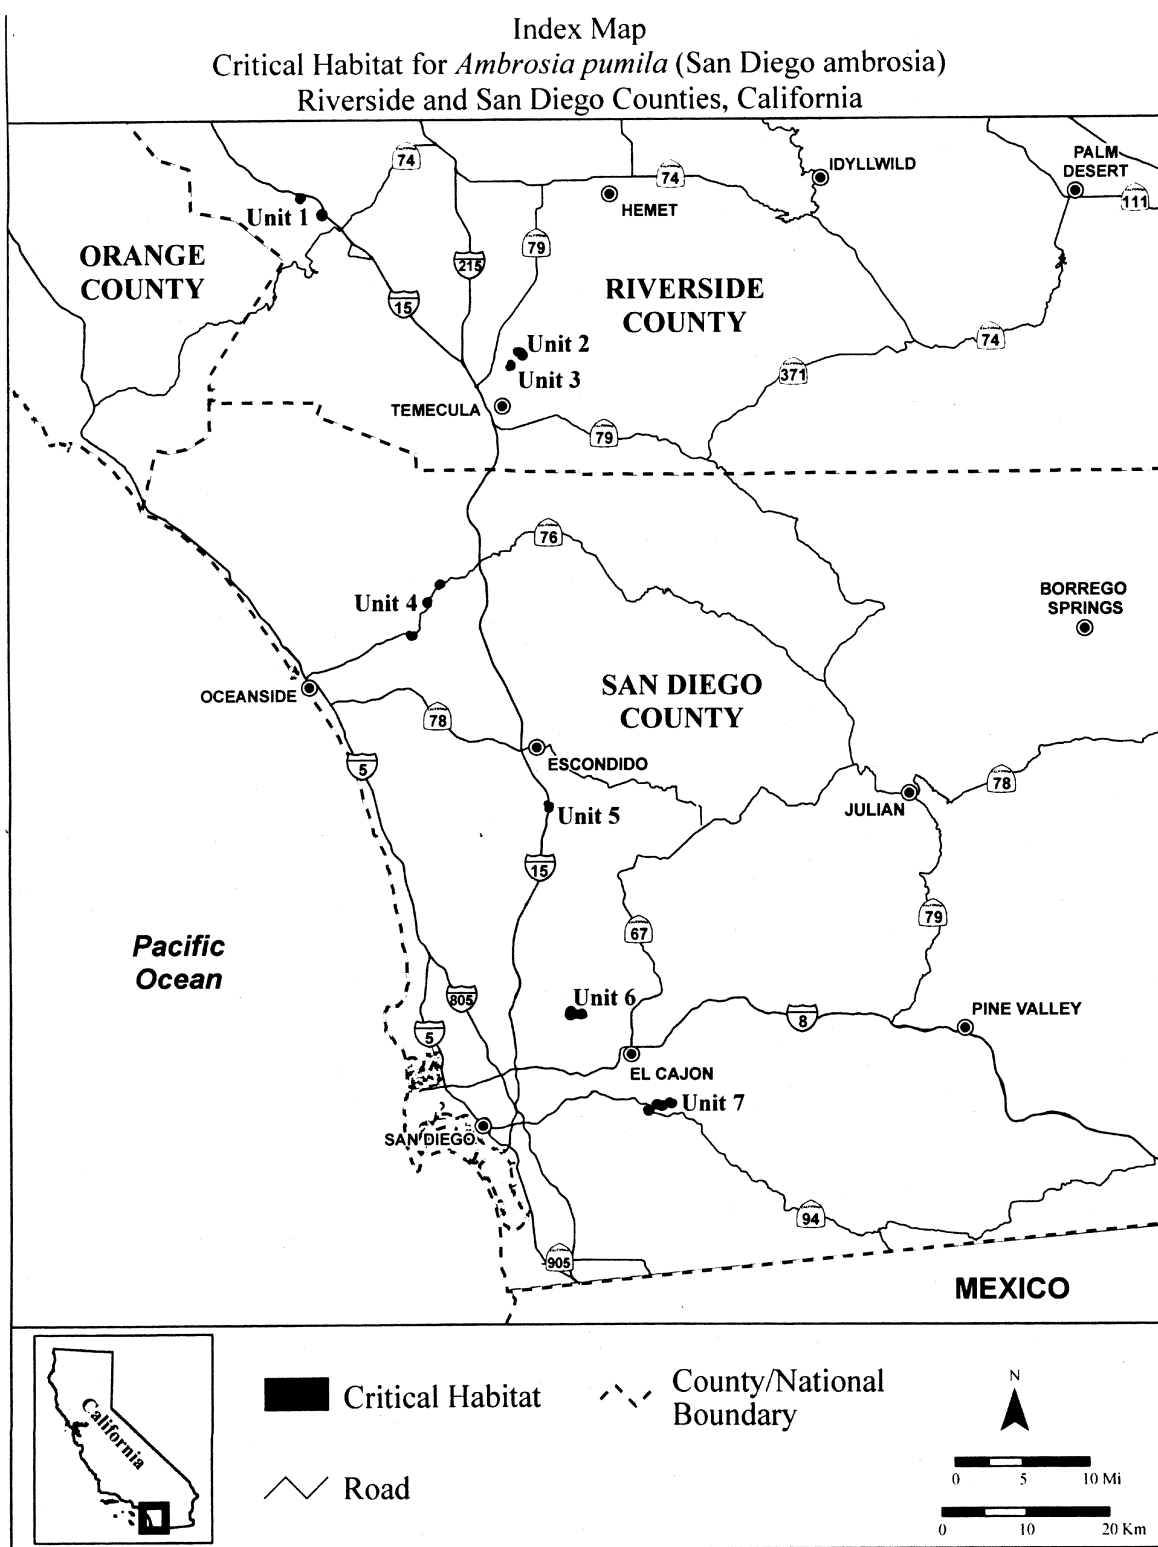 Index Map
Critical Habitat for Ambrosia pumila (San Diego ambrosia)
Riverside and San Diego Counties, California
74
IDYLLWILD
PALM
DESERT
74
HEMET
111
Unit 1
79
ORANGE
COUNTY
215
RIVERSIDE
COUNTY
15
74
Unit 2
371
Unit 3
TEMECULA
79
76
BORREGO
SPRINGS
Unit 4
SAN DIEGO
COUNTY
OCEANSIDE
78
ESCONDIDO
5
78
JULIAN
Unit 5
15
79
67
Pacific
Ocean
Unit 6
805
PINE VALLEY
8
5
EL CAJON
Unit 7
SAN DIEGO
94
905
MEXICO
California
Critical Habitat
County/National
Boundary
Road
N
0 5 10 Mi
0 10 20 Km